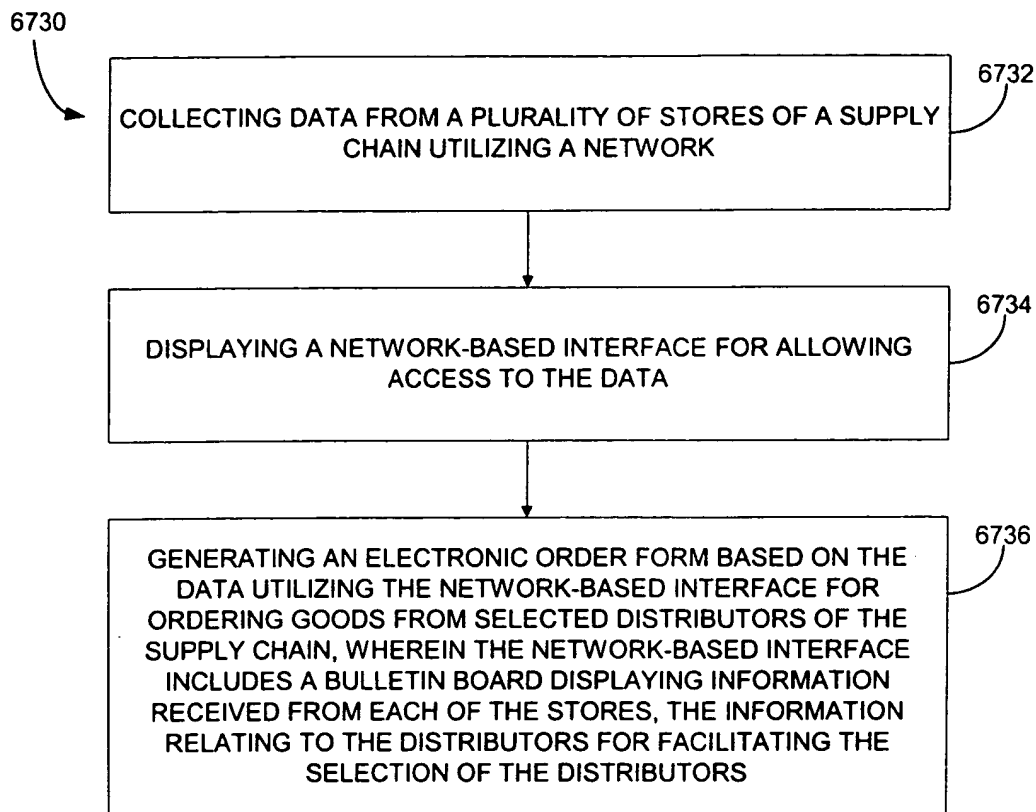 6730
6732
COLLECTING DATA FROM A PLURALITY OF STORES OF A SUPPLY
CHAIN UTILIZING A NETWORK
6734
DISPLAYING A NETWORK-BASED INTERFACE FOR ALLOWING
ACCESS TO THE DATA
6736
GENERATING AN ELECTRONIC ORDER FORM BASED ON THE
DATA UTILIZING THE NETWORK-BASED INTERFACE FOR
ORDERING GOODS FROM SELECTED DISTRIBUTORS OF THE
SUPPLY CHAIN, WHEREIN THE NETWORK-BASED INTERFACE
INCLUDES A BULLETIN BOARD DISPLAYING INFORMATION
RECEIVED FROM EACH OF THE STORES, THE INFORMATION
RELATING TO THE DISTRIBUTORS FOR FACILITATING THE
SELECTION OF THE DISTRIBUTORS